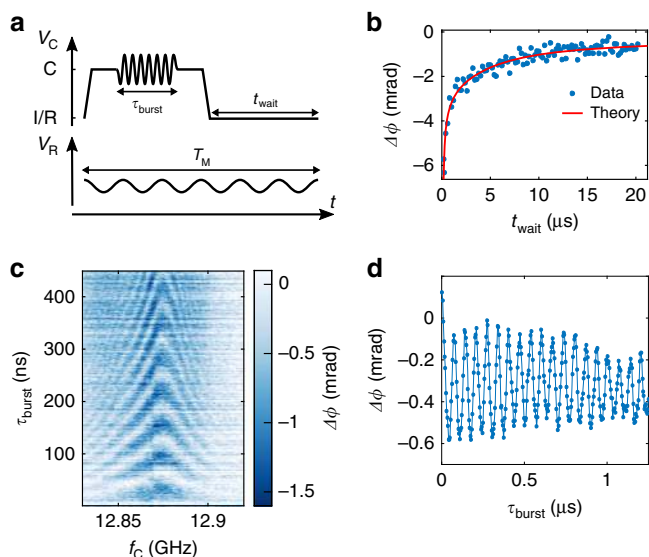 a
V_C
C
I/R
τ_burst
t_wait
V_R
T_M
t
b
0
−2
−4
−6
Δϕ (mrad)
Data
Theory
0 5 10 15 20
t_wait (μs)
c
400
300
200
100
τ_burst (ns)
12.85 12.9
f_C (GHz)
0
−0.5
−1
−1.5
Δϕ (mrad)
d
0
−0.2
−0.4
−0.6
Δϕ (mrad)
0 0.5 1
τ_burst (μs)